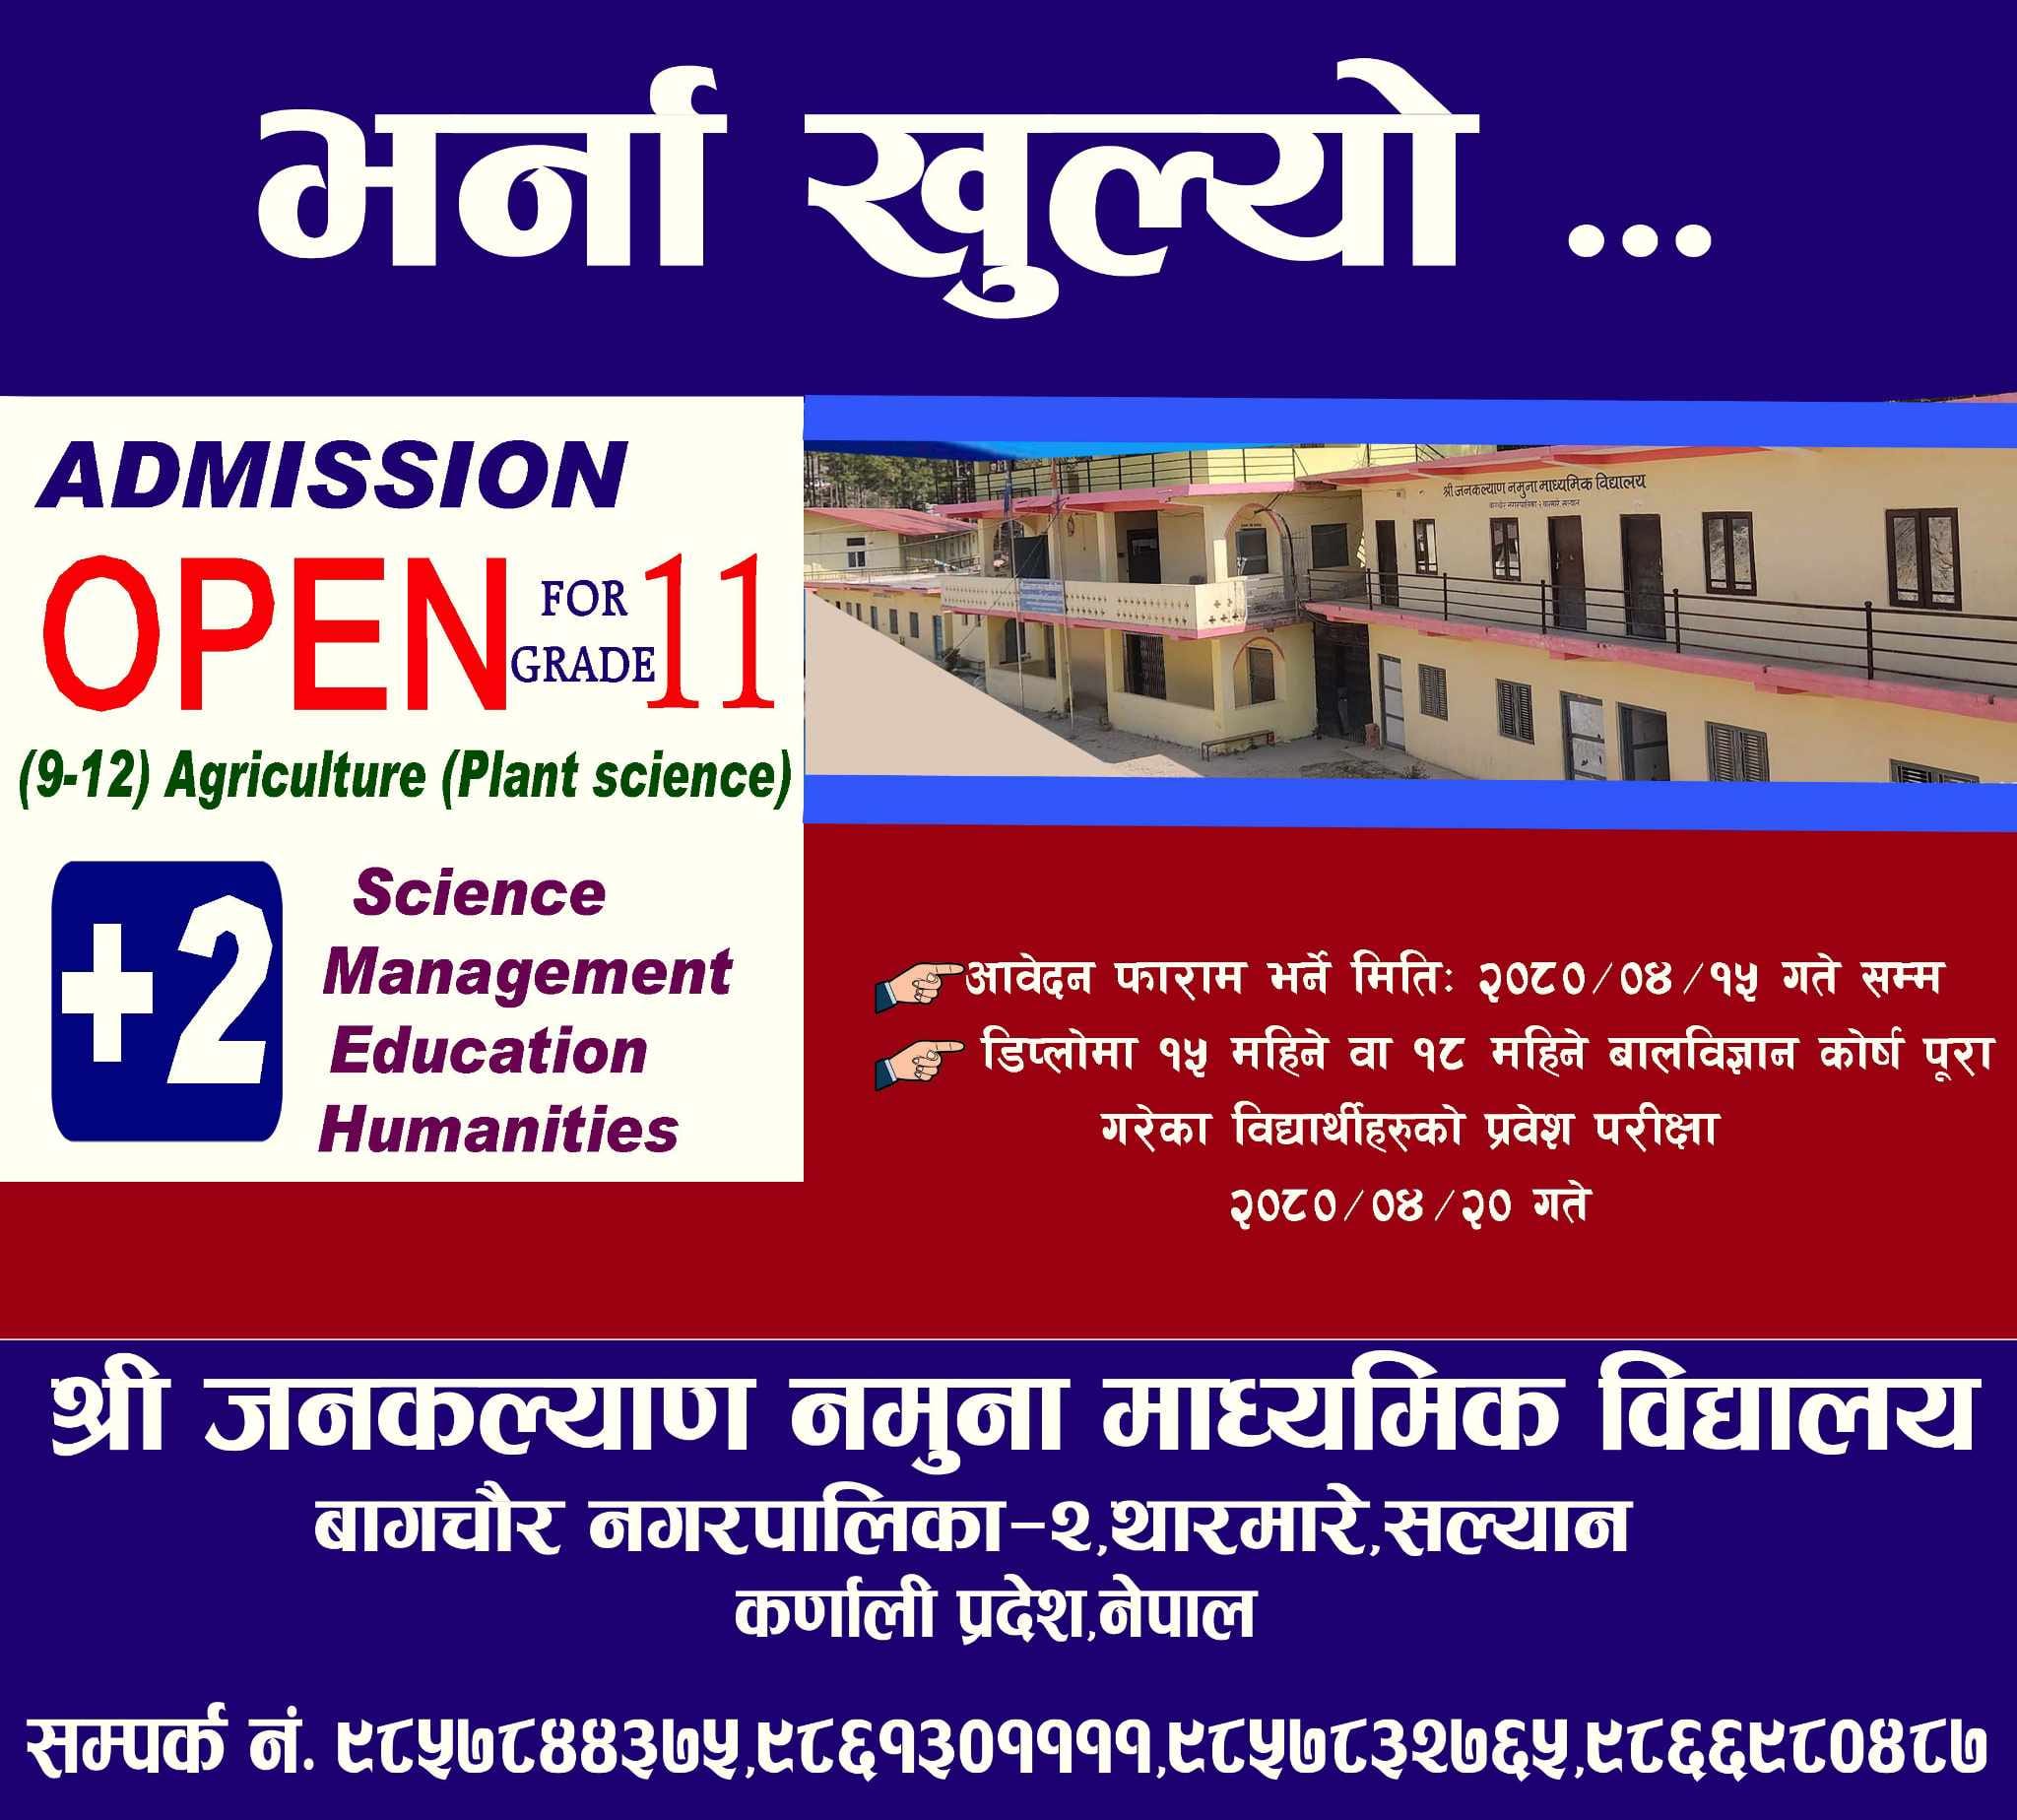 भर्ना खुल्यो ...
ADMISSION
OPEN FOR GRADE 11
(9-12) Agriculture (Plant science)
+2
Science
Management
Education
Humanities
श्री जनकल्याण नमुना माध्यमिक विद्यालय
आवेदन फाराम भर्ने मितिः २०८०/०४/१५ गते सम्म
डिप्लोमा १५ महिने वा १८ महिने बालविज्ञान कोर्ष पूरा
गरेका विद्यार्थीहरुको प्रवेश परीक्षा
२०८०/०४/२० गते
श्री जनकल्याण नमुना माध्यमिक विद्यालय
बागचौर नगरपालिका-२,थारमारे,सल्यान
कर्णाली प्रदेश,नेपाल
सम्पर्क नं. ९८५७८४४३७५,९८६१३०११११,९८५७८३२७६५,९८६६९८०४८७